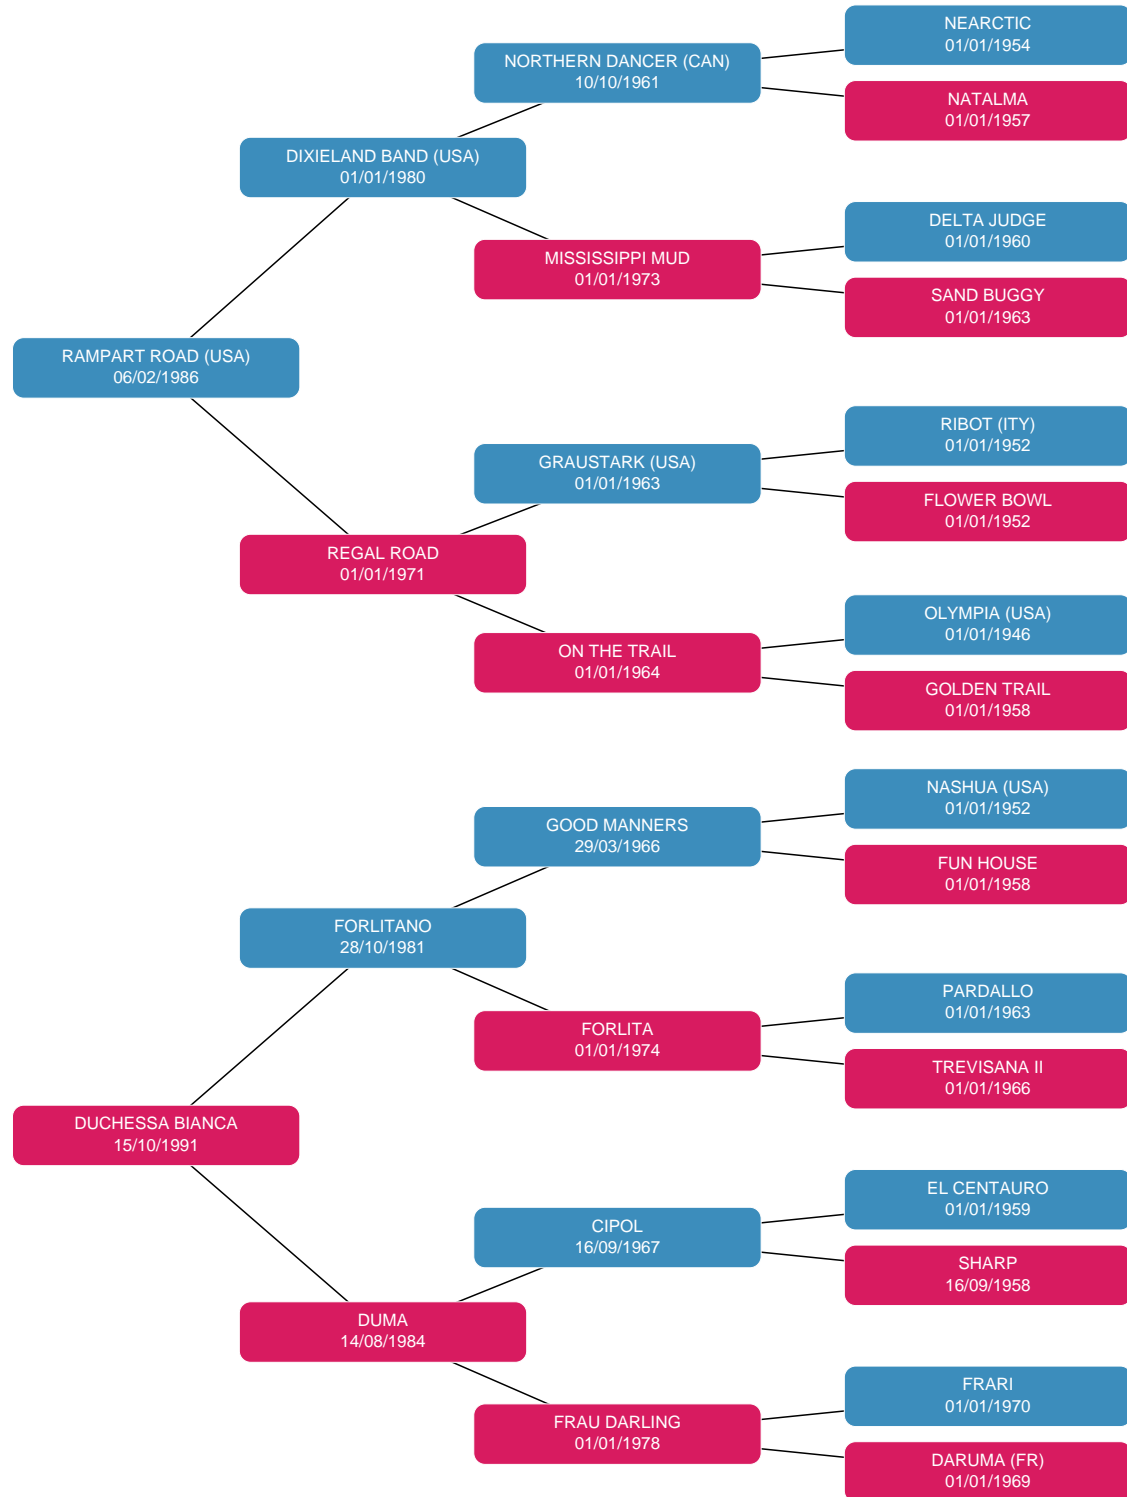 NEARCTIC
01/01/1954
NORTHERN DANCER (CAN)
10/10/1961
NATALMA
01/01/1957
DIXIELAND BAND (USA)
01/01/1980
DELTA JUDGE
01/01/1960
MISSISSIPPI MUD
01/01/1973
SAND BUGGY
01/01/1963
RAMPART ROAD (USA)
06/02/1986
RIBOT (ITY)
01/01/1952
GRAUSTARK (USA)
01/01/1963
FLOWER BOWL
01/01/1952
REGAL ROAD
01/01/1971
OLYMPIA (USA)
01/01/1946
ON THE TRAIL
01/01/1964
GOLDEN TRAIL
01/01/1958
NASHUA (USA)
01/01/1952
GOOD MANNERS
29/03/1966
FUN HOUSE
01/01/1958
FORLITANO
28/10/1981
PARDALLO
01/01/1963
FORLITA
01/01/1974
TREVISANA II
01/01/1966
DUCHESSA BIANCA
15/10/1991
EL CENTAURO
01/01/1959
CIPOL
16/09/1967
SHARP
16/09/1958
DUMA
14/08/1984
FRARI
01/01/1970
FRAU DARLING
01/01/1978
DARUMA (FR)
01/01/1969